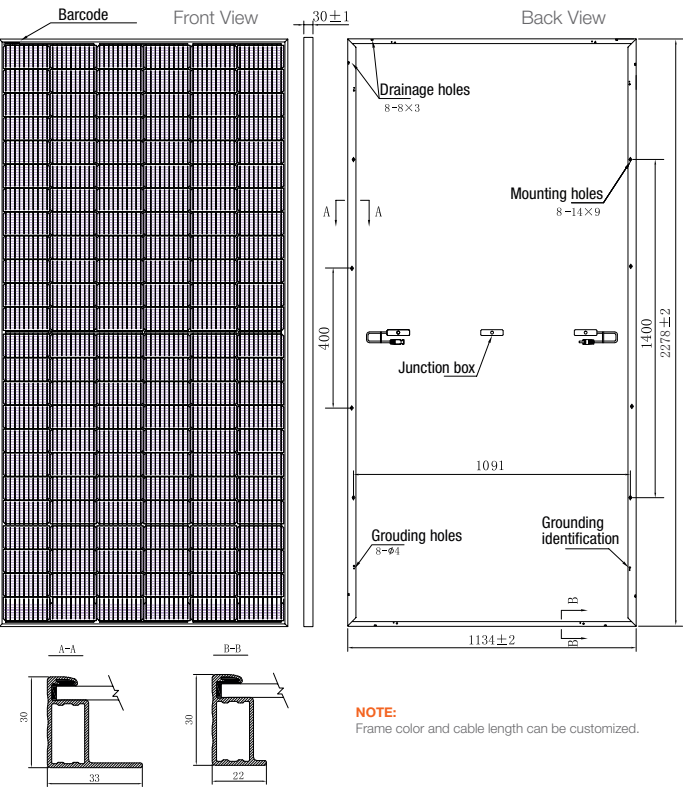 Barcode
Front View
30±1
Back View
Drainage holes
8-8×3
Mounting holes
8-14×9
A
A
400
1400
2278±2
Junction box
1091
Grouding holes
8-ø4
Grounding
identification
B
B
1134±2
A-A
B-B
30
33
30
22
NOTE:
Frame color and cable length can be customized.